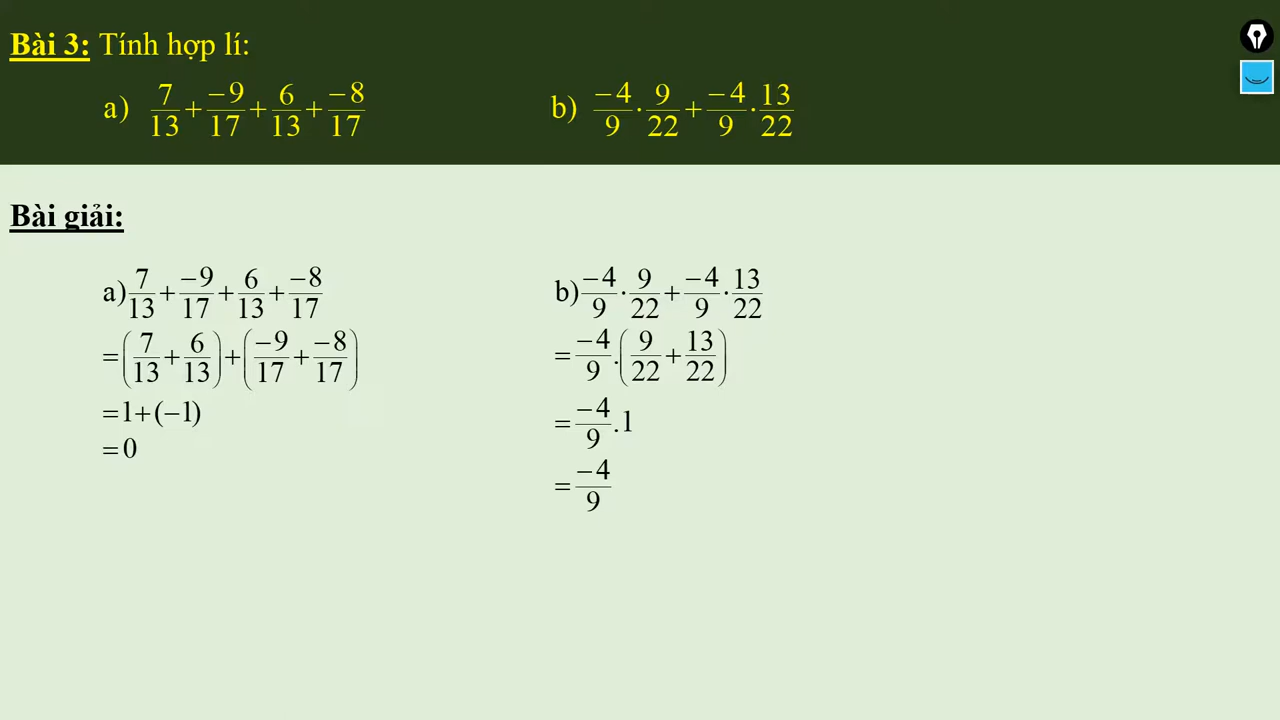 Bài 3: Tính hợp lí:
a) 7/13 + −9/17 + 6/13 + −8/17
b) −4/9 · 9/22 + −4/9 · 13/22
Bài giải:
a) 7/13 + −9/17 + 6/13 + −8/17
= (7/13 + 6/13) + (−9/17 + −8/17)
= 1 + (−1)
= 0
b) −4/9 · 9/22 + −4/9 · 13/22
= −4/9 . (9/22 + 13/22)
= −4/9 . 1
= −4/9